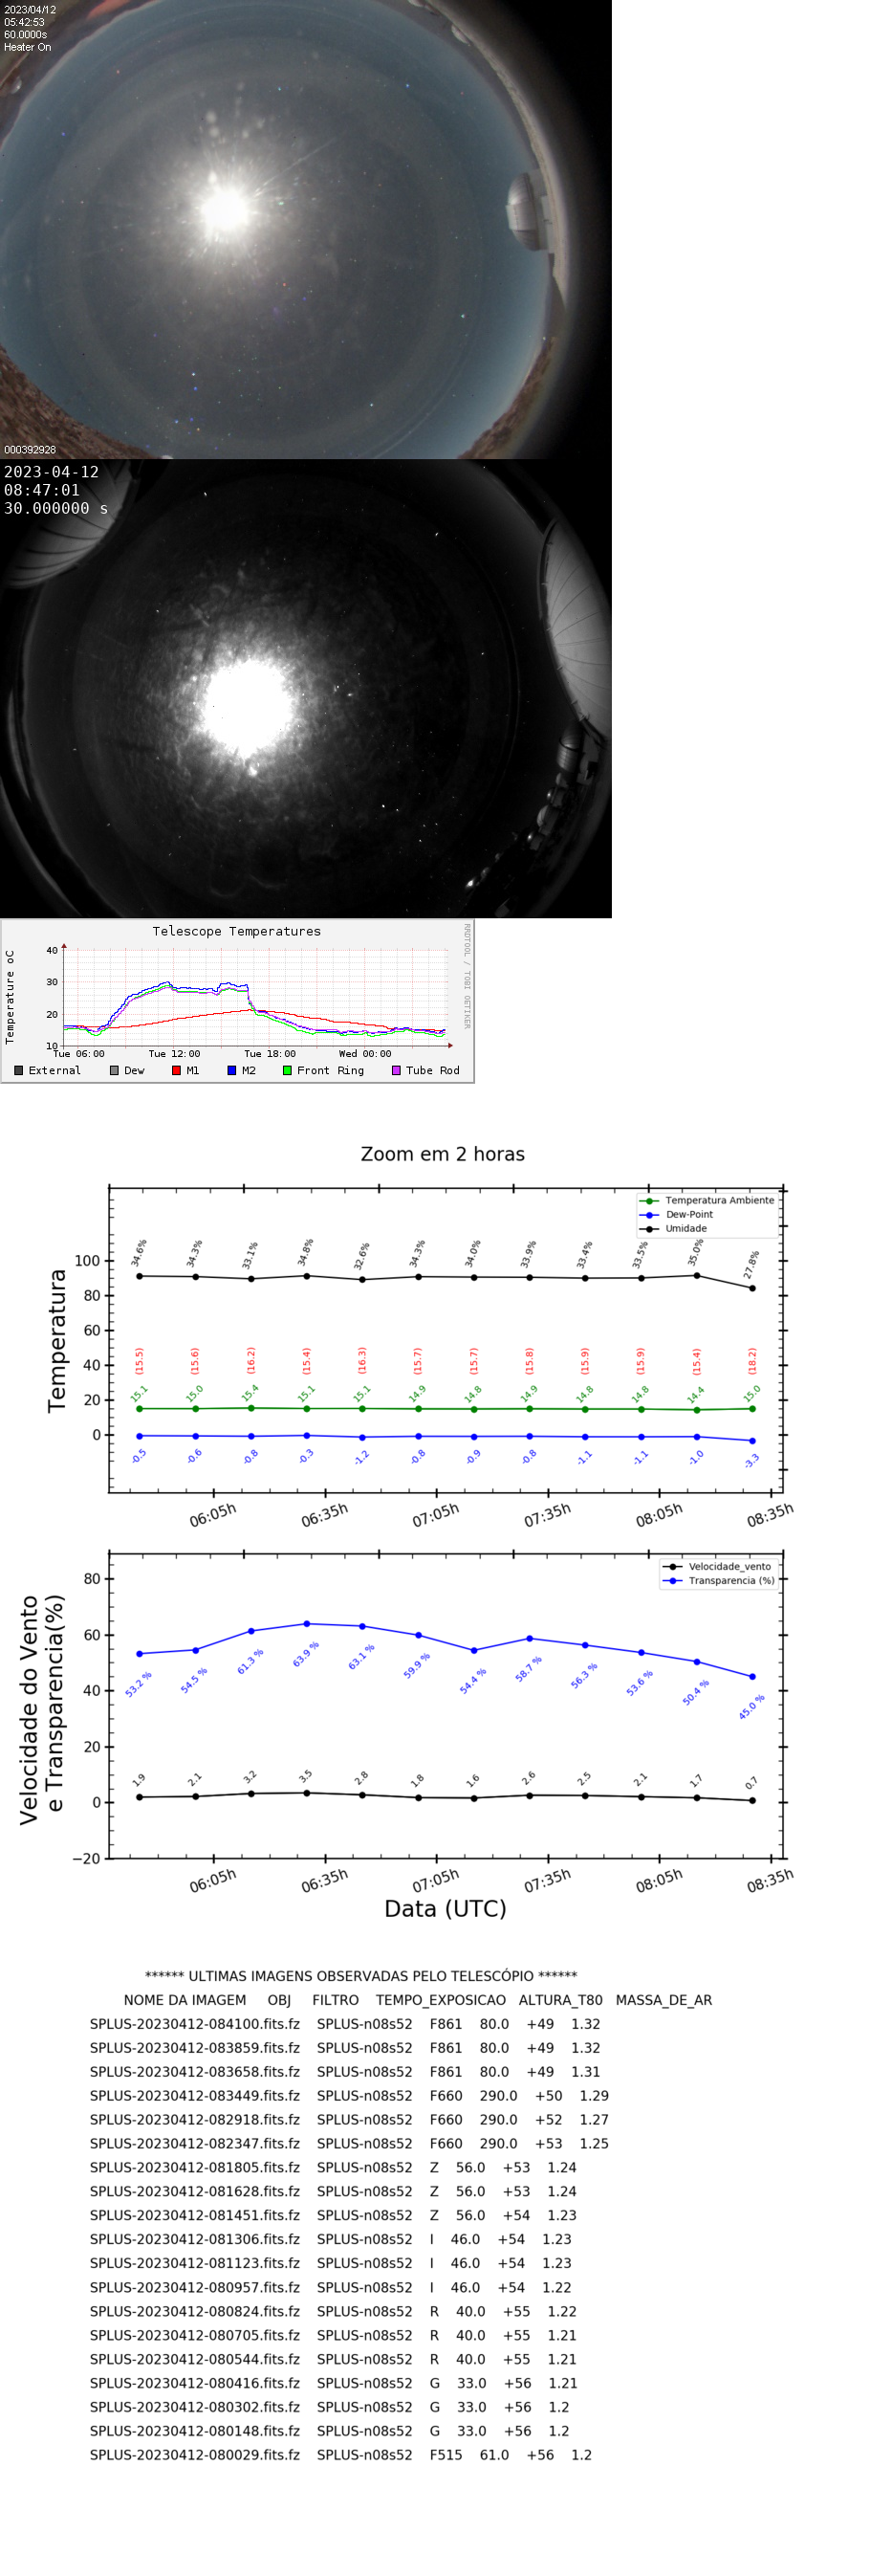 2023/04/12
05:42:53
60.0000s
Heater On
000392928
2023-04-12
08:47:01
30.000000 s
Telescope Temperatures
RRDTOOL / TOBI OETIKER
Temperature oC
40
30
20
10
Tue 06:00 Tue 12:00 Tue 18:00 Wed 00:00
External Dew M1 M2 Front Ring Tube Rod
Zoom em 2 horas
Temperatura Ambiente
Dew-Point
Umidade
Temperatura
100
80
60
40
20
0
34.6% 34.3% 33.1% 34.8% 32.6% 34.3% 34.0% 33.9% 33.4% 33.5% 35.0% 27.8%
(15.5) (15.6) (16.2) (15.4) (16.3) (15.7) (15.7) (15.8) (15.9) (15.9) (15.4) (18.2)
15.1 15.0 15.4 15.1 15.1 14.9 14.8 14.9 14.8 14.8 14.4 15.0
-0.5 -0.6 -0.8 -0.3 -1.2 -0.8 -0.9 -0.8 -1.1 -1.1 -1.0 -3.3
06:05h 06:35h 07:05h 07:35h 08:05h 08:35h
Velocidade_vento
Transparencia (%)
Velocidade do Vento
e Transparencia(%)
80
60
40
20
0
−20
53.2 % 54.5 % 61.3 % 63.9 % 63.1 % 59.9 % 54.4 % 58.7 % 56.3 % 53.6 % 50.4 % 45.0 %
1.9 2.1 3.2 3.5 2.8 1.8 1.6 2.6 2.5 2.1 1.7 0.7
06:05h 06:35h 07:05h 07:35h 08:05h 08:35h
Data (UTC)
****** ULTIMAS IMAGENS OBSERVADAS PELO TELESCÓPIO ******
NOME DA IMAGEM OBJ FILTRO TEMPO_EXPOSICAO ALTURA_T80 MASSA_DE_AR
SPLUS-20230412-084100.fits.fz SPLUS-n08s52 F861 80.0 +49 1.32
SPLUS-20230412-083859.fits.fz SPLUS-n08s52 F861 80.0 +49 1.32
SPLUS-20230412-083658.fits.fz SPLUS-n08s52 F861 80.0 +49 1.31
SPLUS-20230412-083449.fits.fz SPLUS-n08s52 F660 290.0 +50 1.29
SPLUS-20230412-082918.fits.fz SPLUS-n08s52 F660 290.0 +52 1.27
SPLUS-20230412-082347.fits.fz SPLUS-n08s52 F660 290.0 +53 1.25
SPLUS-20230412-081805.fits.fz SPLUS-n08s52 Z 56.0 +53 1.24
SPLUS-20230412-081628.fits.fz SPLUS-n08s52 Z 56.0 +53 1.24
SPLUS-20230412-081451.fits.fz SPLUS-n08s52 Z 56.0 +54 1.23
SPLUS-20230412-081306.fits.fz SPLUS-n08s52 I 46.0 +54 1.23
SPLUS-20230412-081123.fits.fz SPLUS-n08s52 I 46.0 +54 1.23
SPLUS-20230412-080957.fits.fz SPLUS-n08s52 I 46.0 +54 1.22
SPLUS-20230412-080824.fits.fz SPLUS-n08s52 R 40.0 +55 1.22
SPLUS-20230412-080705.fits.fz SPLUS-n08s52 R 40.0 +55 1.21
SPLUS-20230412-080544.fits.fz SPLUS-n08s52 R 40.0 +55 1.21
SPLUS-20230412-080416.fits.fz SPLUS-n08s52 G 33.0 +56 1.21
SPLUS-20230412-080302.fits.fz SPLUS-n08s52 G 33.0 +56 1.2
SPLUS-20230412-080148.fits.fz SPLUS-n08s52 G 33.0 +56 1.2
SPLUS-20230412-080029.fits.fz SPLUS-n08s52 F515 61.0 +56 1.2